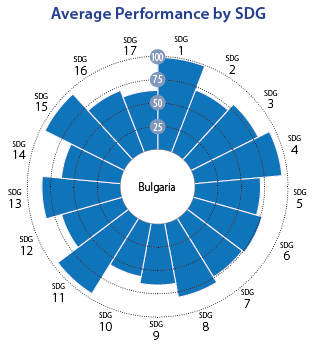 Average Performance by SDG
SDG
1
SDG
2
SDG
3
SDG
4
SDG
5
SDG
6
SDG
7
SDG
8
SDG
9
SDG
10
SDG
11
SDG
12
SDG
13
SDG
14
SDG
15
SDG
16
SDG
17
100
75
50
25
Bulgaria